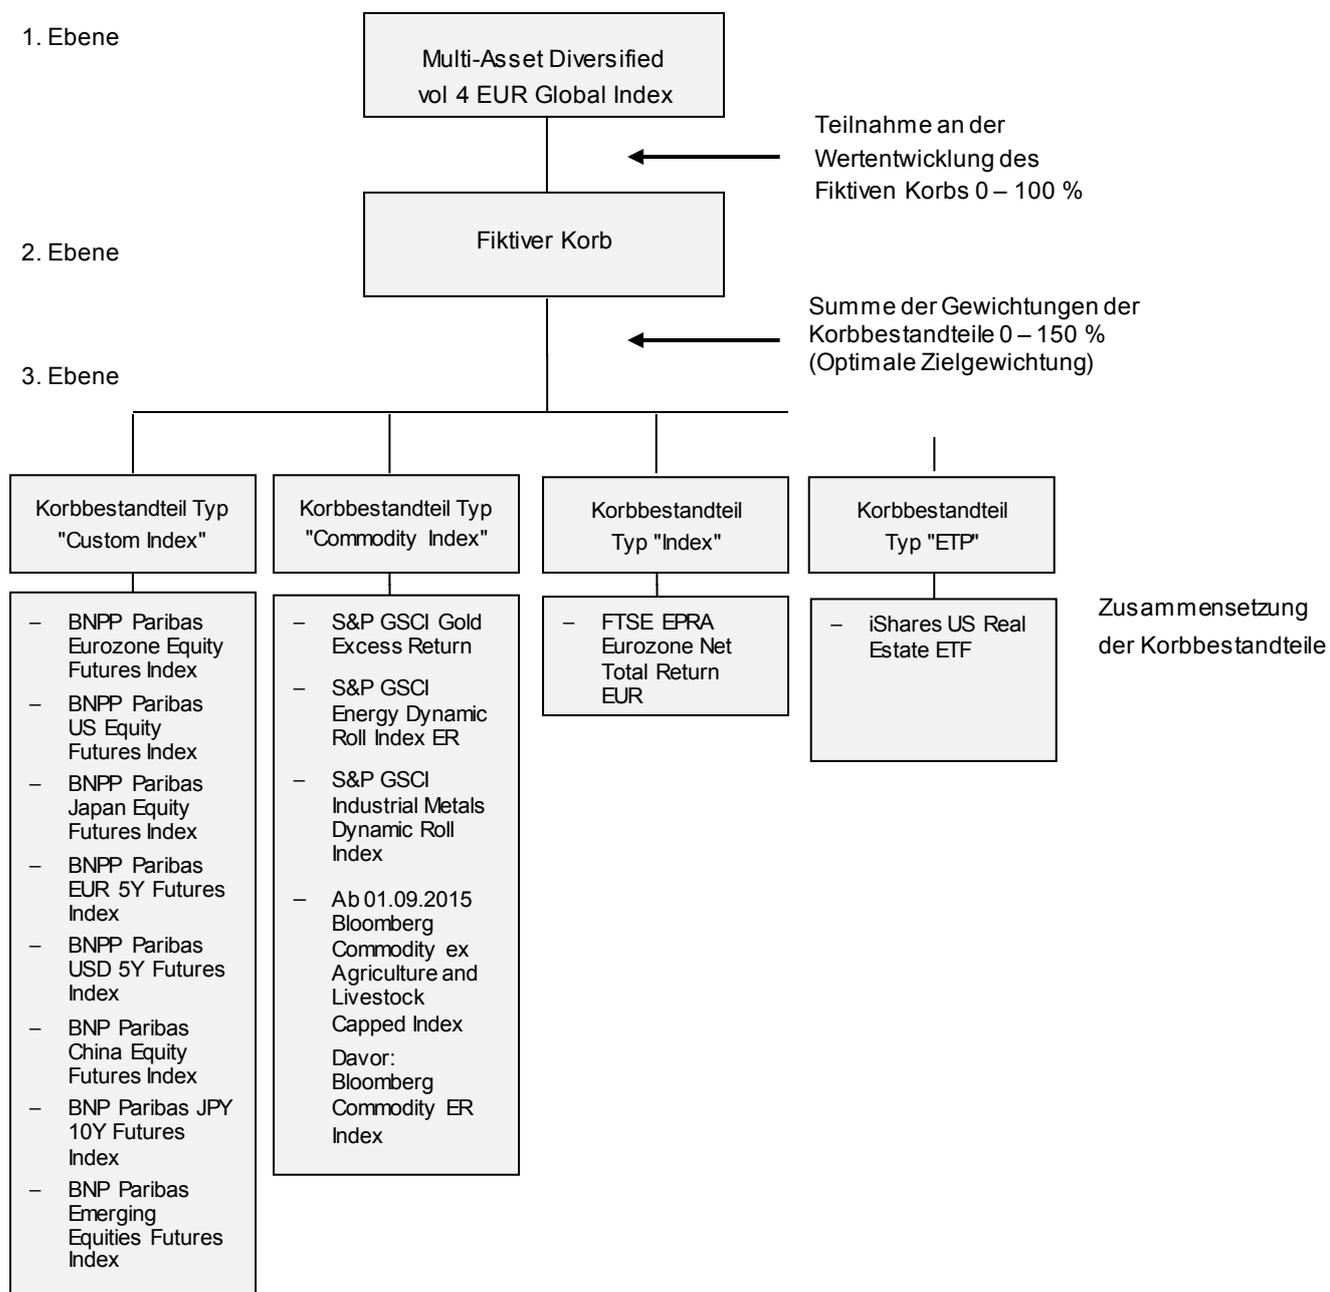 1. Ebene
Multi-Asset Diversified
vol 4 EUR Global Index
Teilnahme an der
Wertentwicklung des
Fiktiven Korbs 0 – 100 %
2. Ebene
Fiktiver Korb
Summe der Gewichtungen der
Korbbestandteile 0 – 150 %
(Optimale Zielgewichtung)
3. Ebene
Korbbestandteil Typ
"Custom Index"
Korbbestandteil Typ
"Commodity Index"
Korbbestandteil
Typ "Index"
Korbbestandteil
Typ "ETP"
– BNPP Paribas
Eurozone Equity
Futures Index
– BNPP Paribas
US Equity
Futures Index
– BNPP Paribas
Japan Equity
Futures Index
– BNPP Paribas
EUR 5Y Futures
Index
– BNPP Paribas
USD 5Y Futures
Index
– BNP Paribas
China Equity
Futures Index
– BNP Paribas JPY
10Y Futures
Index
– BNP Paribas
Emerging
Equities Futures
Index
– S&P GSCI Gold
Excess Return
– S&P GSCI
Energy Dynamic
Roll Index ER
– S&P GSCI
Industrial Metals
Dynamic Roll
Index
– Ab 01.09.2015
Bloomberg
Commodity ex
Agriculture and
Livestock
Capped Index
Davor:
Bloomberg
Commodity ER
Index
– FTSE EPRA
Eurozone Net
Total Return
EUR
– iShares US Real
Estate ETF
Zusammensetzung
der Korbbestandteile